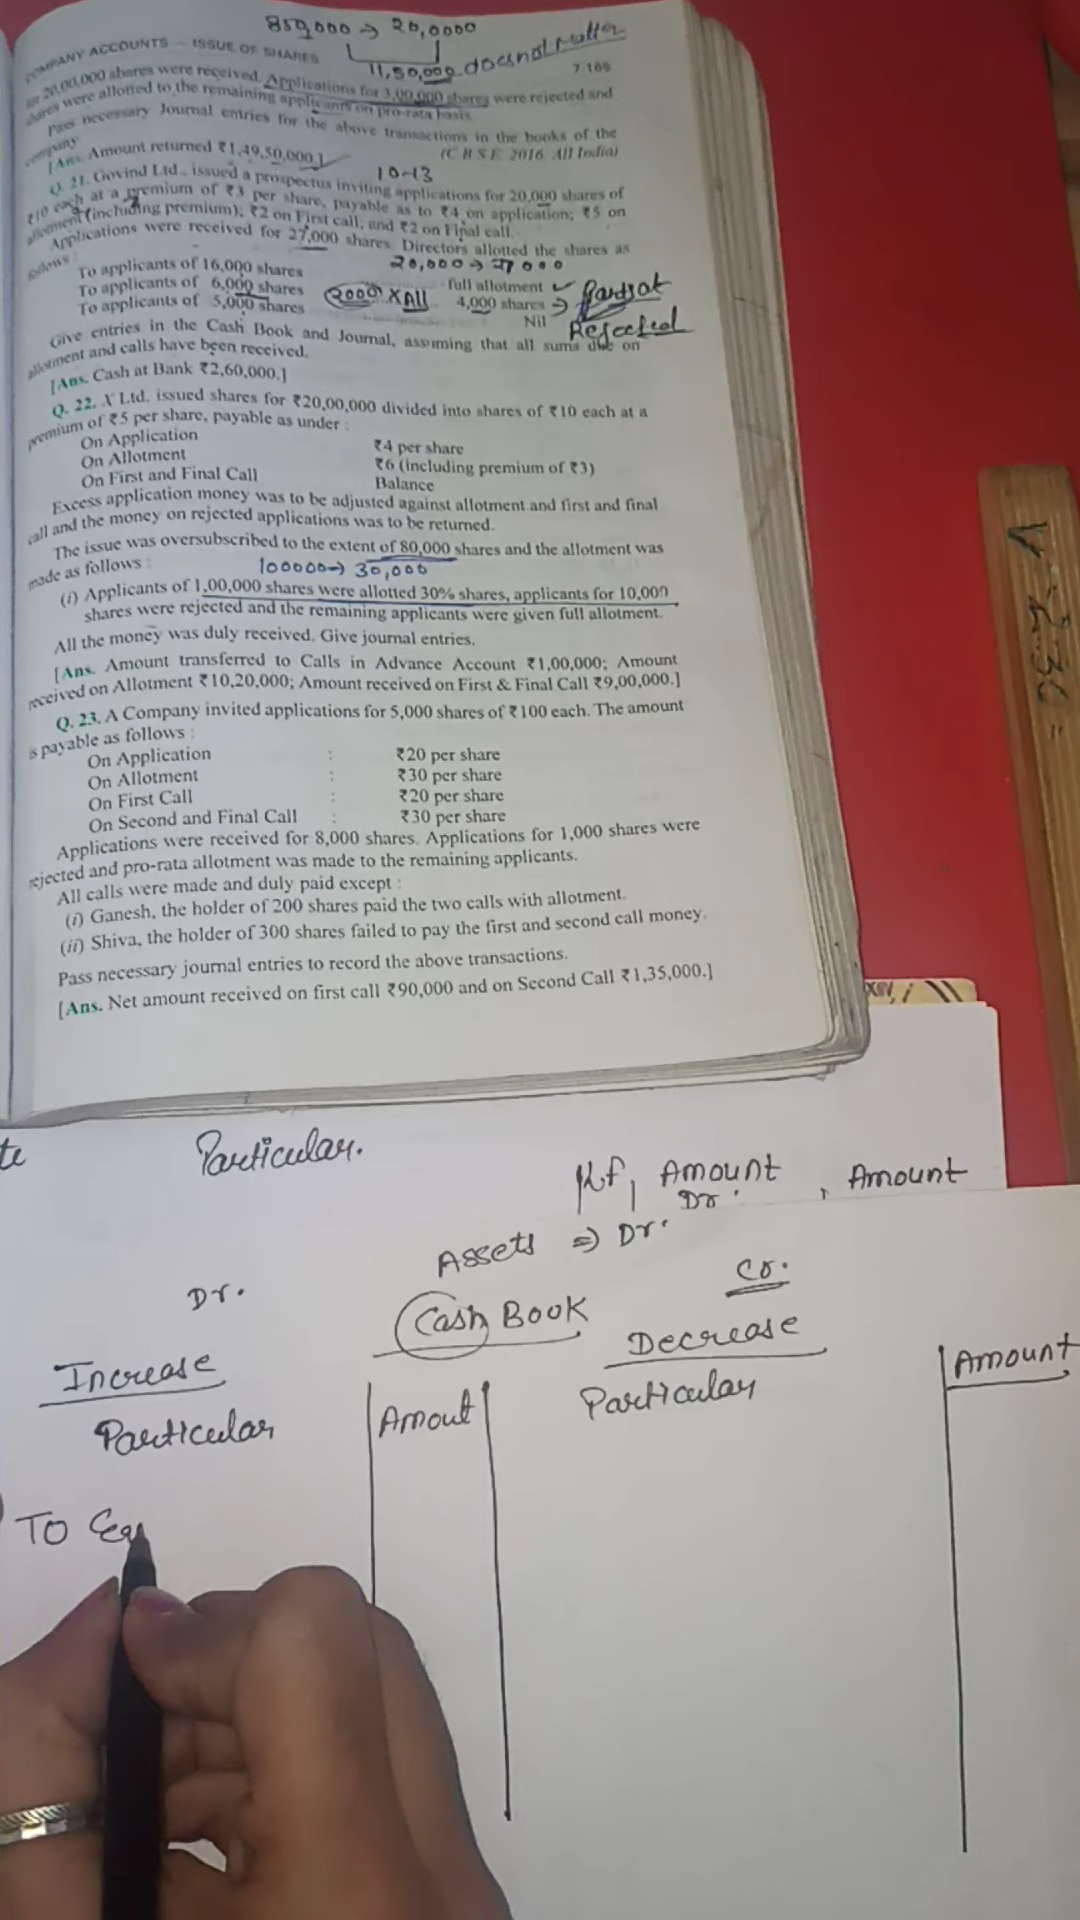 850000 → 20,0000
11,50,000 does not matter
COMPANY ACCOUNTS – ISSUE OF SHARES
7.165
for 20,00,000 shares were received. Applications for 3,00,000 shares were rejected and
shares were allotted to the remaining applicants on pro-rata basis.
Pass necessary Journal entries for the above transactions in the books of the
company.
(C.B.S.E. 2016, All India)
[Ans. Amount returned ₹1,49,50,000.]
10-13
Q. 21. Govind Ltd., issued a prospectus inviting applications for 20,000 shares of
₹10 each at a premium of ₹3 per share, payable as to ₹4 on application; ₹5 on
allotment (including premium); ₹2 on First call; and ₹2 on Final call.
Applications were received for 27,000 shares. Directors allotted the shares as
follows :
20,000 → 27000
To applicants of 16,000 shares full allotment ✓
To applicants of 6,000 shares 2000 X All 4,000 shares →
To applicants of 5,000 shares Nil Rejected
Give entries in the Cash Book and Journal, assuming that all sums due on
allotment and calls have been received.
[Ans. Cash at Bank ₹2,60,000.]
Q. 22. X Ltd. issued shares for ₹20,00,000 divided into shares of ₹10 each at a
premium of ₹5 per share, payable as under :
On Application ₹4 per share
On Allotment ₹6 (including premium of ₹3)
On First and Final Call Balance
Excess application money was to be adjusted against allotment and first and final
call and the money on rejected applications was to be returned.
The issue was oversubscribed to the extent of 80,000 shares and the allotment was
made as follows :
100000 → 30,000
(i) Applicants of 1,00,000 shares were allotted 30% shares, applicants for 10,000
shares were rejected and the remaining applicants were given full allotment.
All the money was duly received. Give journal entries.
[Ans. Amount transferred to Calls in Advance Account ₹1,00,000; Amount
received on Allotment ₹10,20,000; Amount received on First & Final Call ₹9,00,000.]
Q. 23. A Company invited applications for 5,000 shares of ₹100 each. The amount
is payable as follows :
On Application : ₹20 per share
On Allotment : ₹30 per share
On First Call : ₹20 per share
On Second and Final Call : ₹30 per share
Applications were received for 8,000 shares. Applications for 1,000 shares were
rejected and pro-rata allotment was made to the remaining applicants.
All calls were made and duly paid except :
(i) Ganesh, the holder of 200 shares paid the two calls with allotment.
(ii) Shiva, the holder of 300 shares failed to pay the first and second call money.
Pass necessary journal entries to record the above transactions.
[Ans. Net amount received on first call ₹90,000 and on Second Call ₹1,35,000.]
te Particular. Amount Dr. Amount
Assets ⇒ Dr.
Dr. Cr.
Cash Book
Increase Decrease
Particular Amout Particular Amount
To Eq